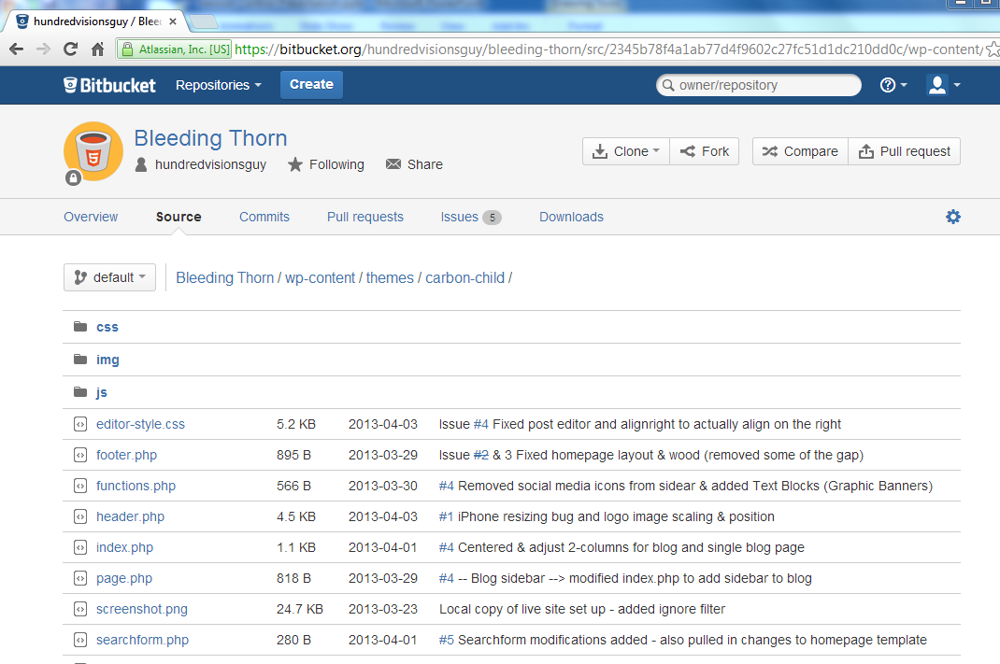 hundredvisionsguy / Blee
Atlassian, Inc. [US] https://bitbucket.org/hundredvisionsguy/bleeding-thorn/src/2345b78f4a1ab77d4f9602c27fc51d1dc210dd0c/wp-content/
Bitbucket Repositories Create owner/repository
Bleeding Thorn
hundredvisionsguy Following Share
Clone Fork Compare Pull request
Overview Source Commits Pull requests Issues 5 Downloads
default Bleeding Thorn / wp-content / themes / carbon-child /
css
img
js
editor-style.css 5.2 KB 2013-04-03 Issue #4 Fixed post editor and alignright to actually align on the right
footer.php 895 B 2013-03-29 Issue #2 & 3 Fixed homepage layout & wood (removed some of the gap)
functions.php 566 B 2013-03-30 #4 Removed social media icons from sidear & added Text Blocks (Graphic Banners)
header.php 4.5 KB 2013-04-03 #1 iPhone resizing bug and logo image scaling & position
index.php 1.1 KB 2013-04-01 #4 Centered & adjust 2-columns for blog and single blog page
page.php 818 B 2013-03-29 #4 -- Blog sidebar --> modified index.php to add sidebar to blog
screenshot.png 24.7 KB 2013-03-23 Local copy of live site set up - added ignore filter
searchform.php 280 B 2013-04-01 #5 Searchform modifications added - also pulled in changes to homepage template